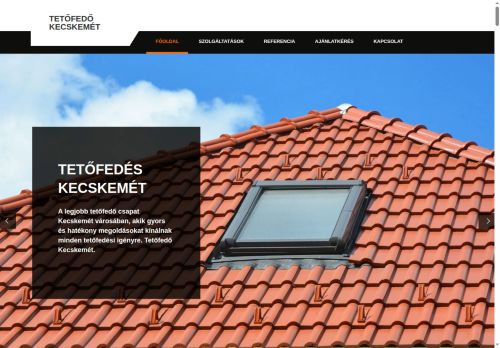 TETŐFEDŐ
KECSKEMÉT
FŐOLDAL SZOLGÁLTATÁSOK REFERENCIA AJÁNLATKÉRÉS KAPCSOLAT
TETŐFEDÉS
KECSKEMÉT
A legjobb tetőfedő csapat
Kecskemét városában, akik gyors
és hatékony megoldásokat kínálnak
minden tetőfedési igényre. Tetőfedő
Kecskemét.